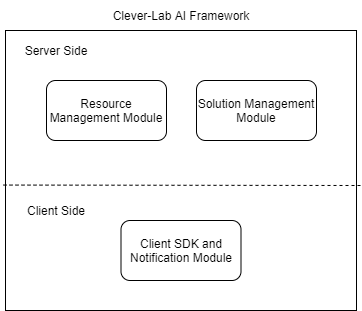 Clever-Lab AI Framework
Server Side
Resource
Management Module
Solution Management
Module
Client Side
Client SDK and
Notification Module